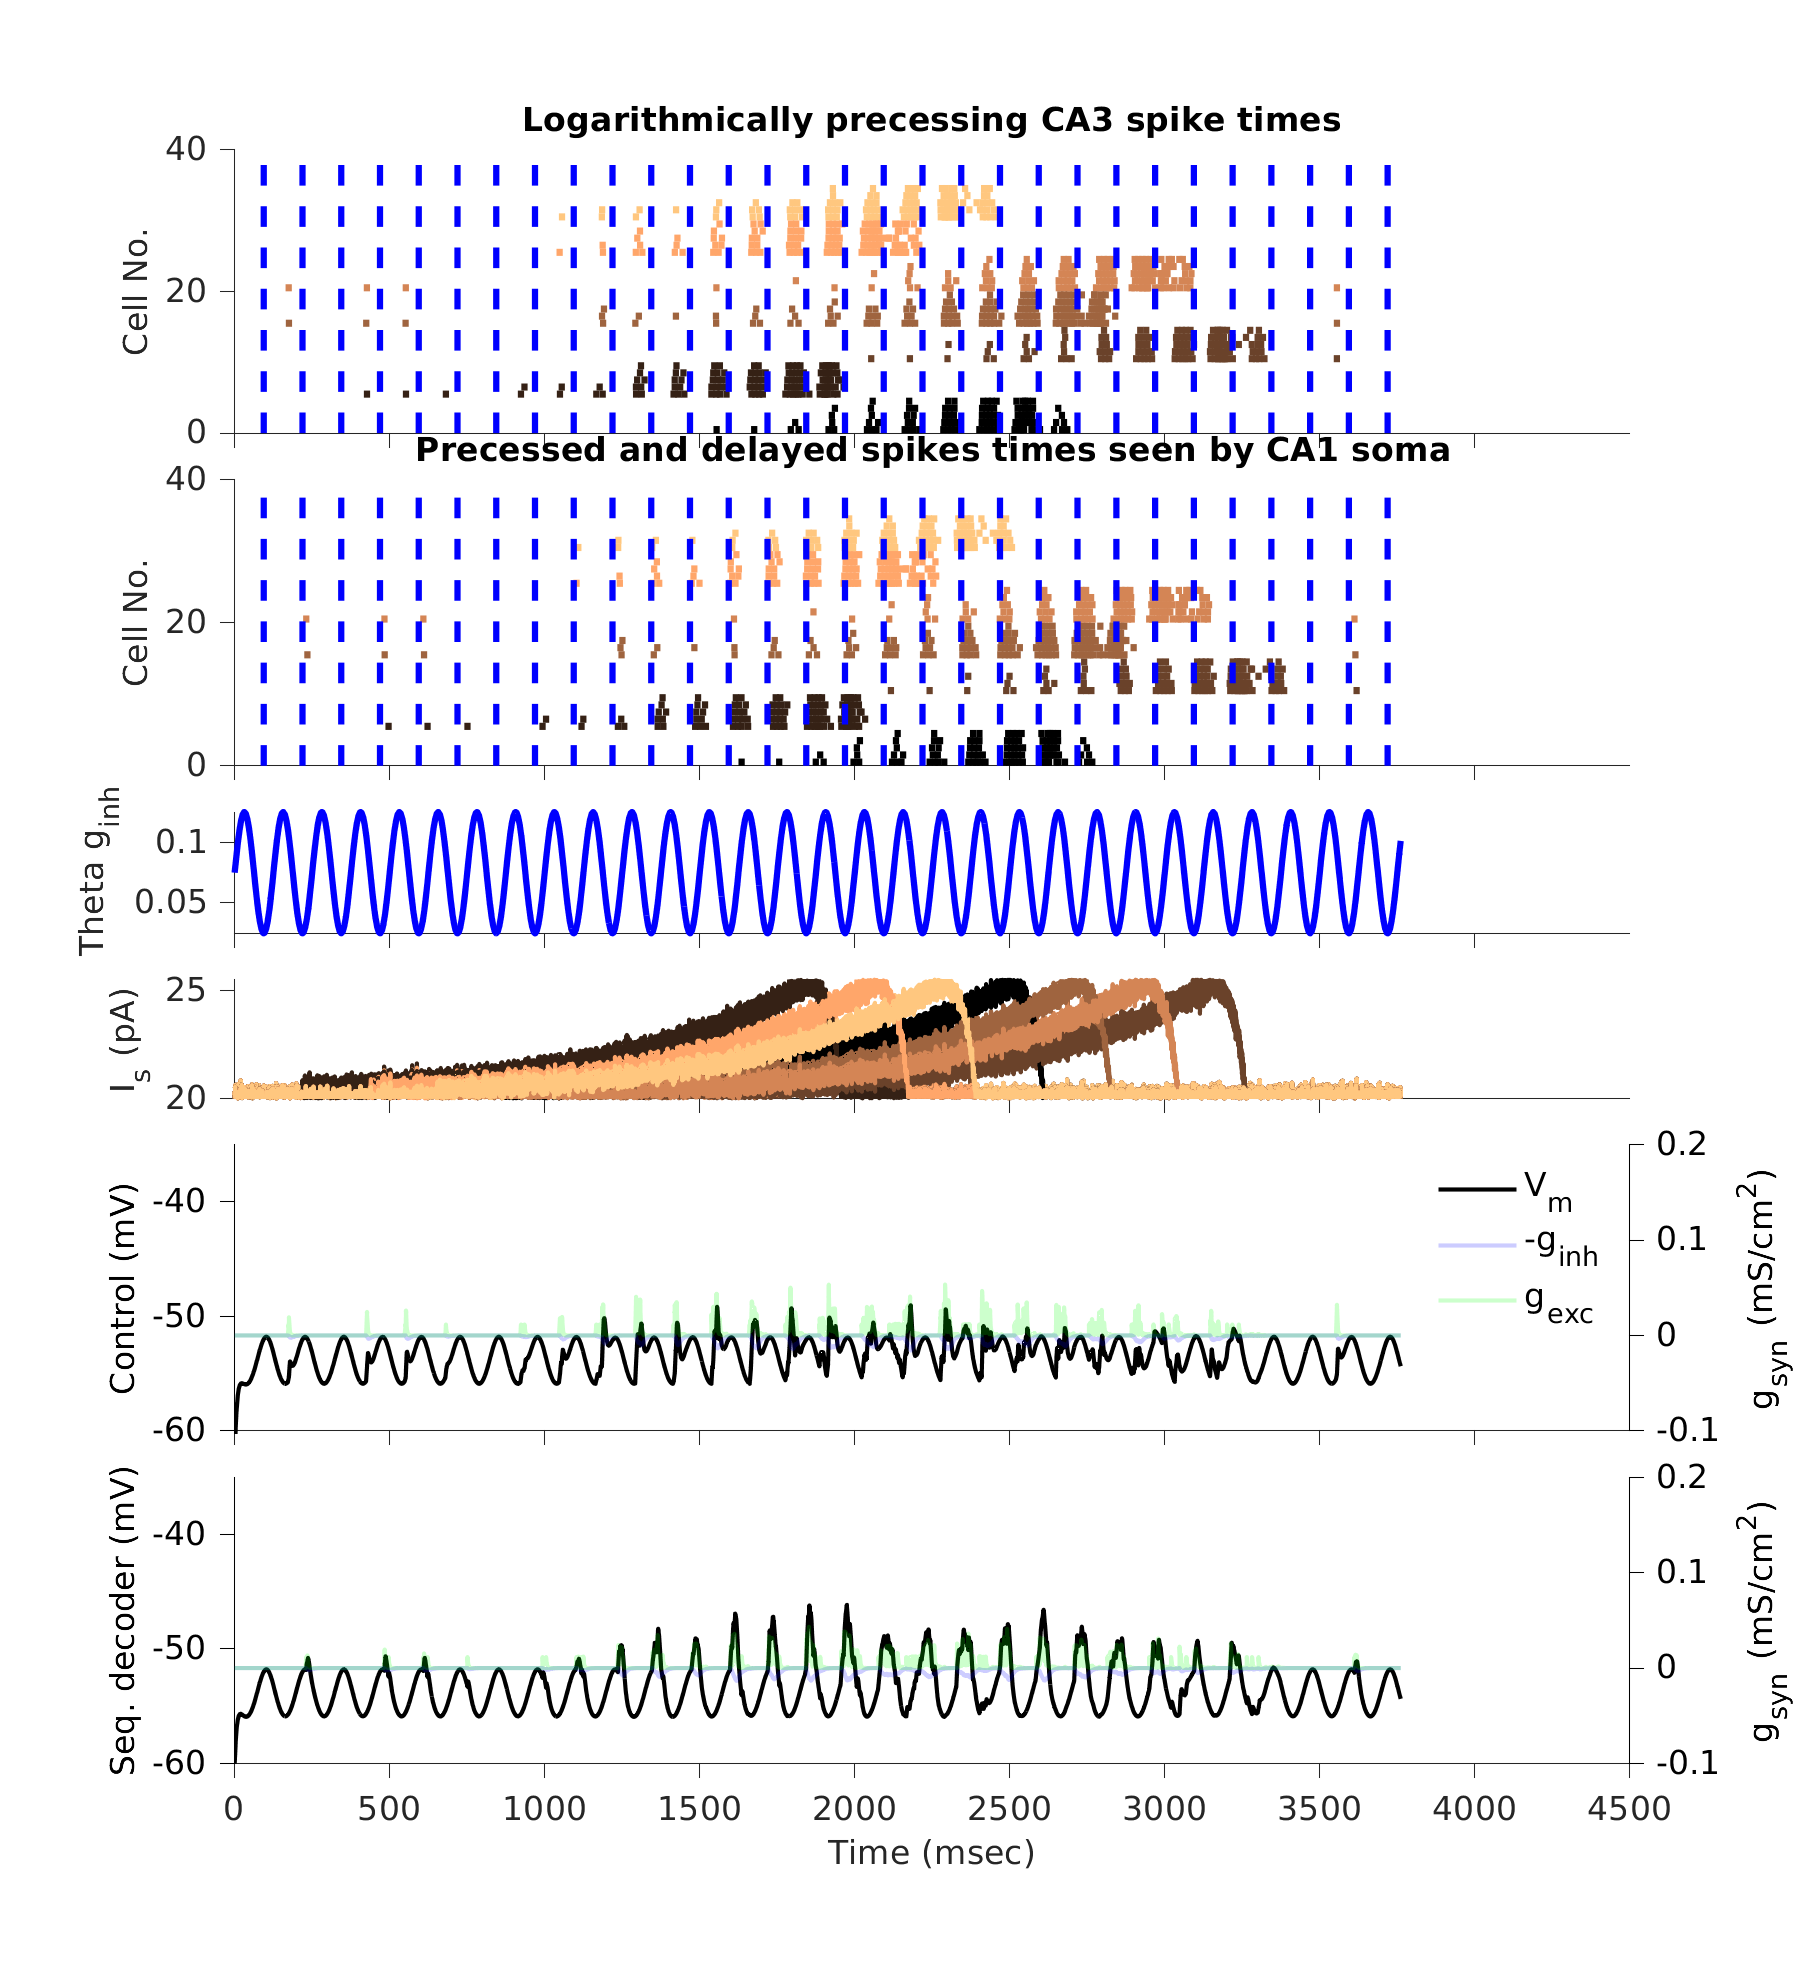 Logarithmically precessing CA3 spike times
40
20
0
Cell No.
Precessed and delayed spikes times seen by CA1 soma
40
20
0
Cell No.
0.1
0.05
Theta g_inh
25
20
I_s (pA)
-40
-50
-60
Control (mV)
V_m
-g_inh
g_exc
0.2
0.1
0
-0.1
g_syn (mS/cm^2)
-40
-50
-60
Seq. decoder (mV)
0.2
0.1
0
-0.1
g_syn (mS/cm^2)
0 500 1000 1500 2000 2500 3000 3500 4000 4500
Time (msec)